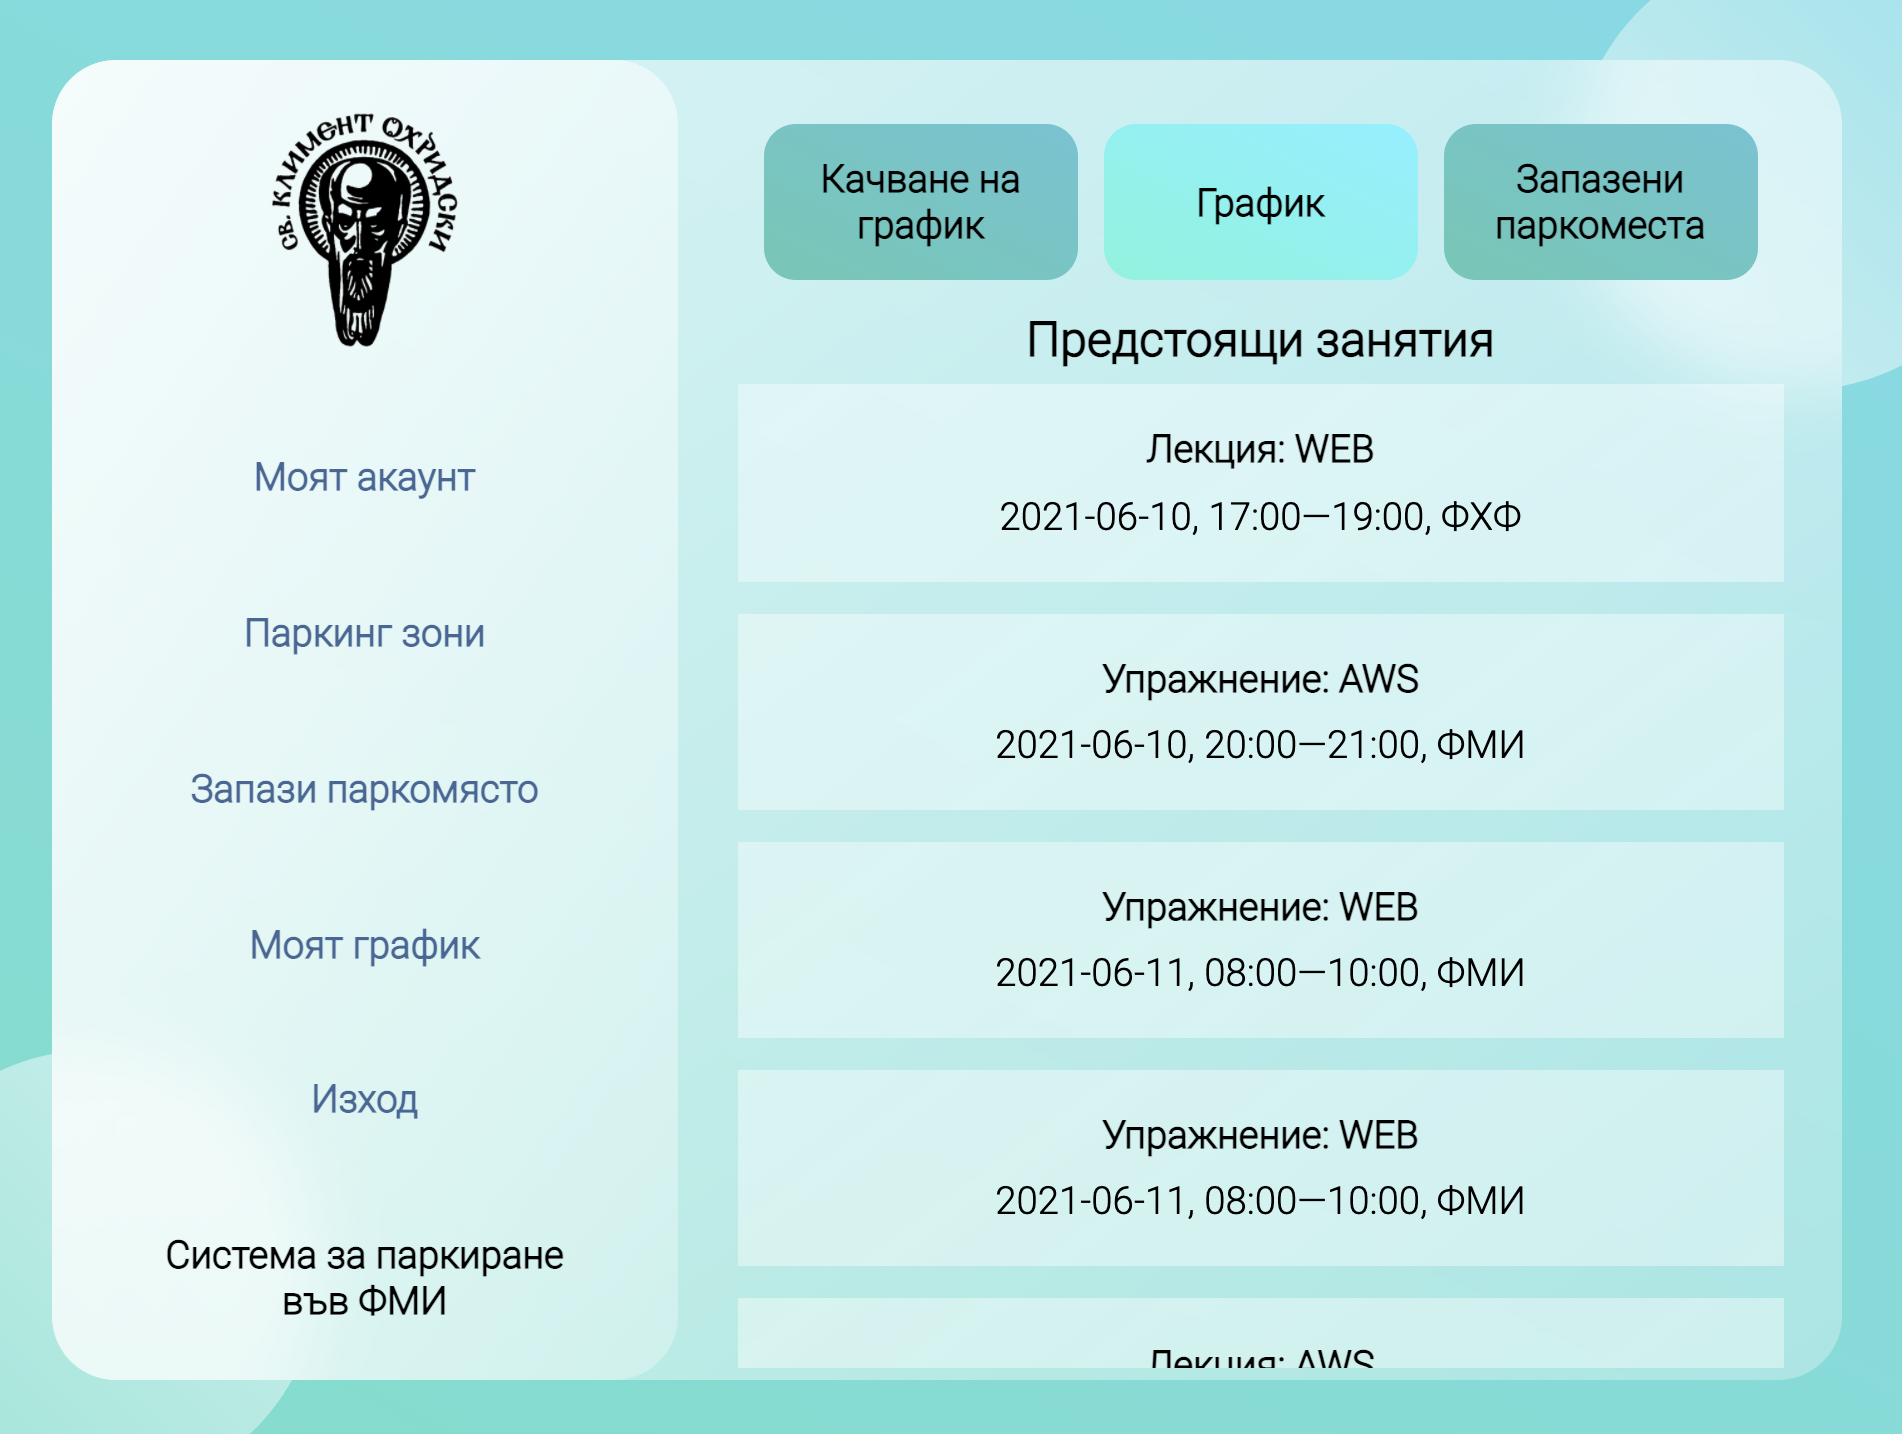 СВ. КЛИМЕНТ ОХРИДСКИ
Моят акаунт
Паркинг зони
Запази паркомясто
Моят график
Изход
Система за паркиране
във ФМИ
Качване на
график
График
Запазени
паркоместа
Предстоящи занятия
Лекция: WEB
2021-06-10, 17:00—19:00, ФХФ
Упражнение: AWS
2021-06-10, 20:00—21:00, ФМИ
Упражнение: WEB
2021-06-11, 08:00—10:00, ФМИ
Упражнение: WEB
2021-06-11, 08:00—10:00, ФМИ
Лекция: AWS